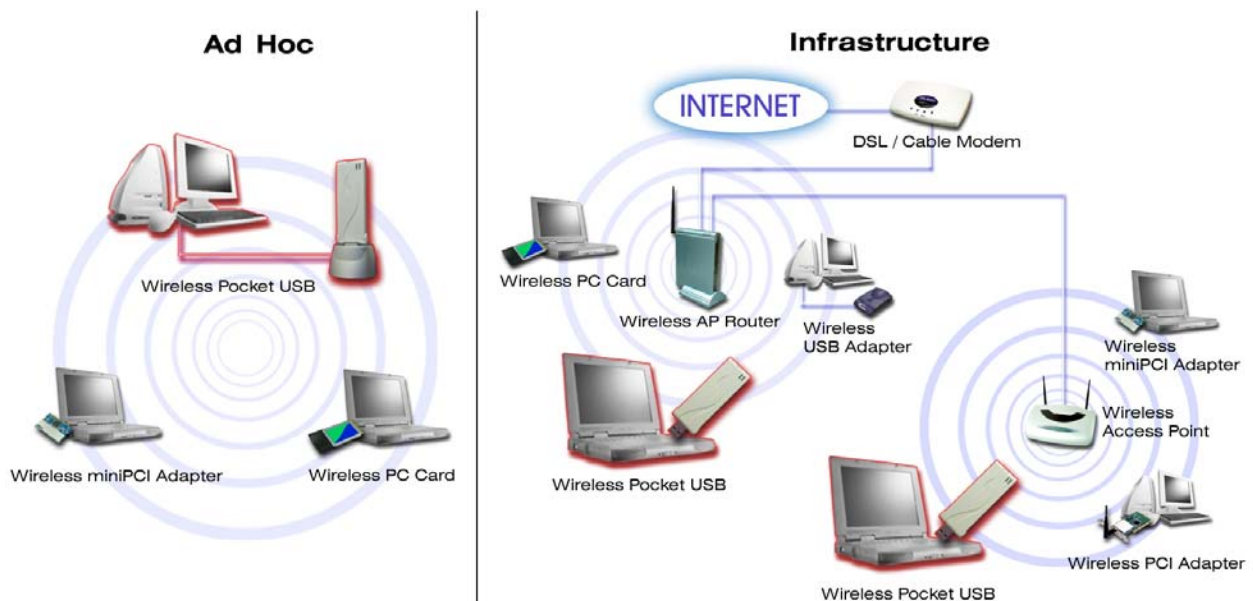 Ad Hoc
Wireless Pocket USB
Wireless miniPCI Adapter
Wireless PC Card
Infrastructure
INTERNET
DSL / Cable Modem
Wireless PC Card
Wireless AP Router
Wireless
USB Adapter
Wireless
miniPCI Adapter
Wireless Pocket USB
Wireless
Access Point
Wireless PCI Adapter
Wireless Pocket USB